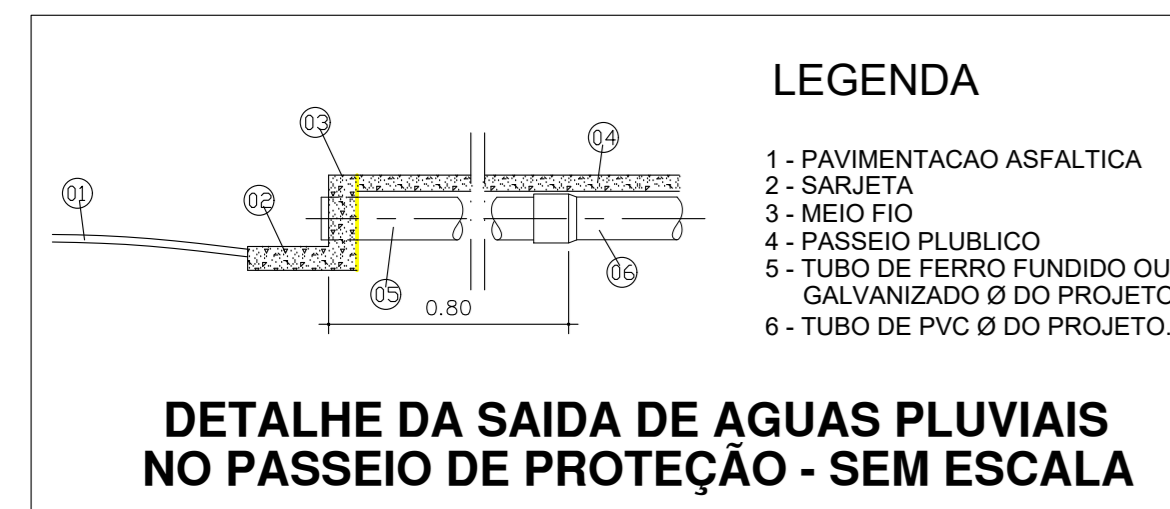 LEGENDA
03
04
1 - PAVIMENTACAO ASFALTICA
2 - SARJETA
01
02
3 - MEIO FIO
4 - PASSEIO PLUBLICO
5 - TUBO DE FERRO FUNDIDO OU
GALVANIZADO Ø DO PROJETO
05
06
0.80
6 - TUBO DE PVC Ø DO PROJETO.
DETALHE DA SAIDA DE AGUAS PLUVIAIS
NO PASSEIO DE PROTEÇÃO - SEM ESCALA